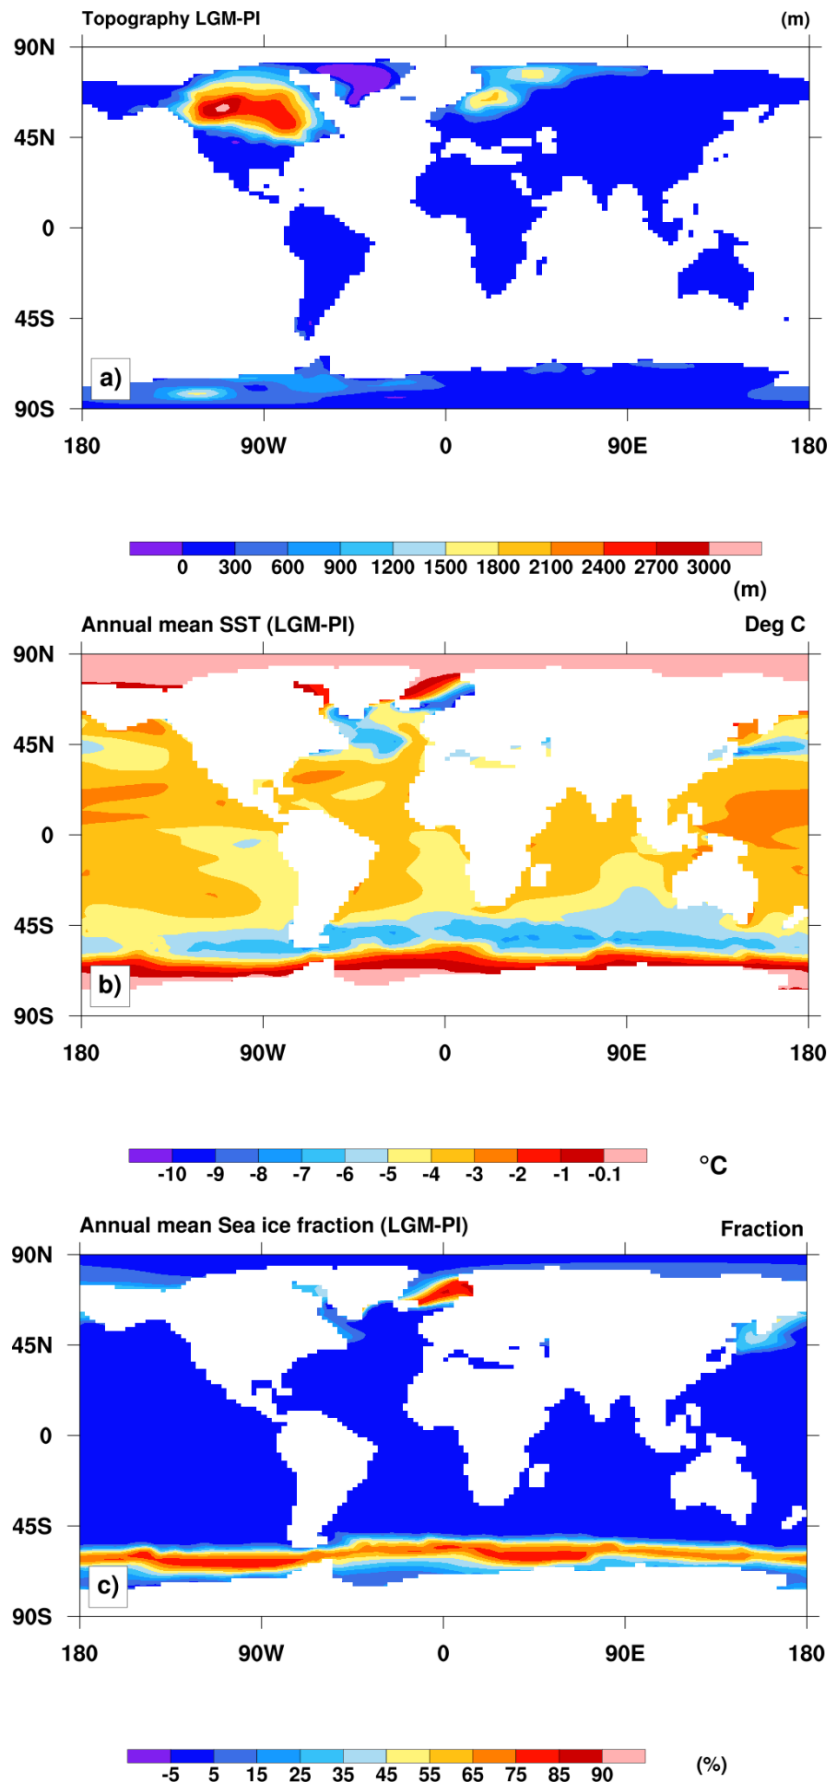 Topography LGM-PI (m)
90N
45N
0
45S
90S
a)
180 90W 0 90E 180
0 300 600 900 1200 1500 1800 2100 2400 2700 3000
(m)
Annual mean SST (LGM-PI) Deg C
90N
45N
0
45S
90S
b)
180 90W 0 90E 180
-10 -9 -8 -7 -6 -5 -4 -3 -2 -1 -0.1 °C
Annual mean Sea ice fraction (LGM-PI) Fraction
90N
45N
0
45S
90S
c)
180 90W 0 90E 180
-5 5 15 25 35 45 55 65 75 85 90 (%)